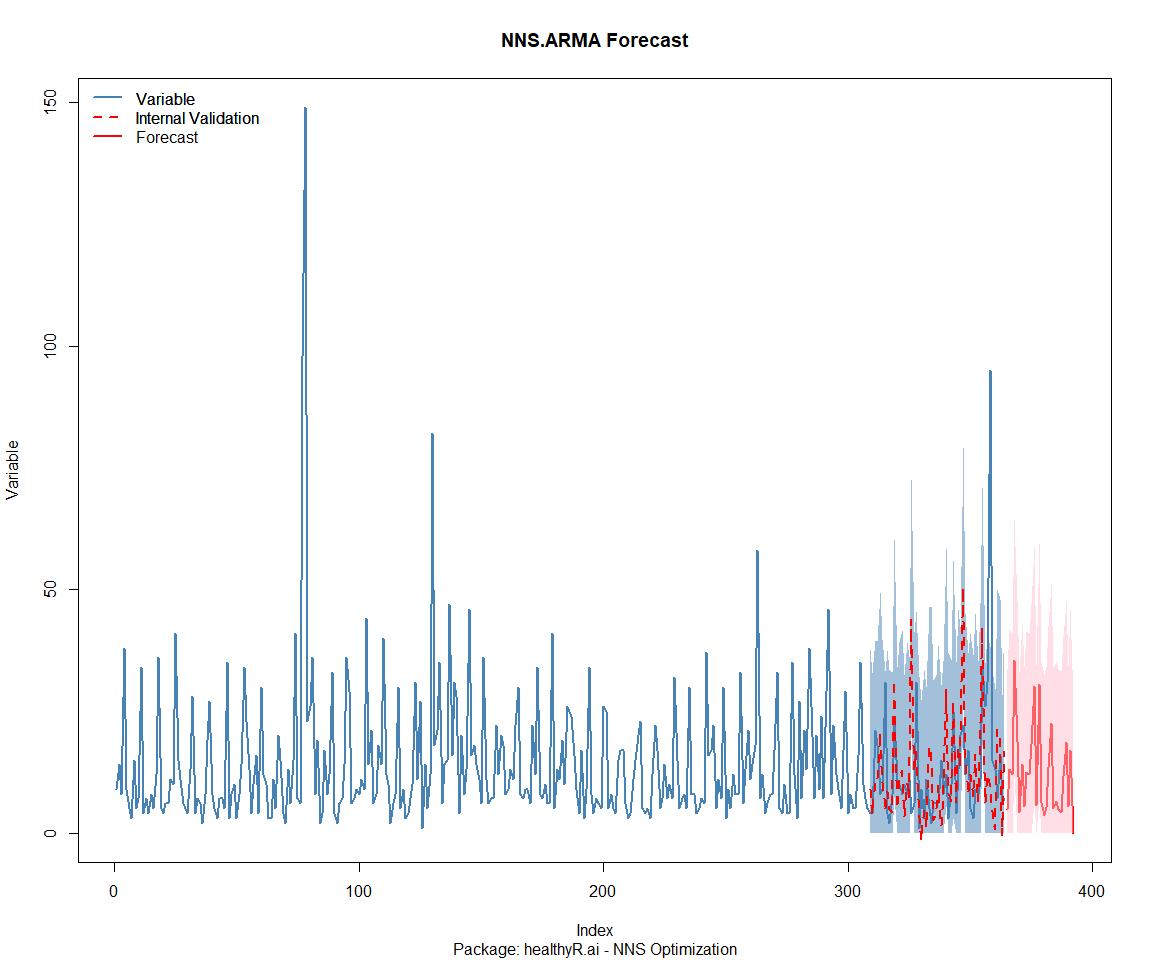 NNS.ARMA Forecast
Variable
Internal Validation
Forecast
150
100
50
0
Variable
0
100
200
300
400
Index
Package: healthyR.ai - NNS Optimization